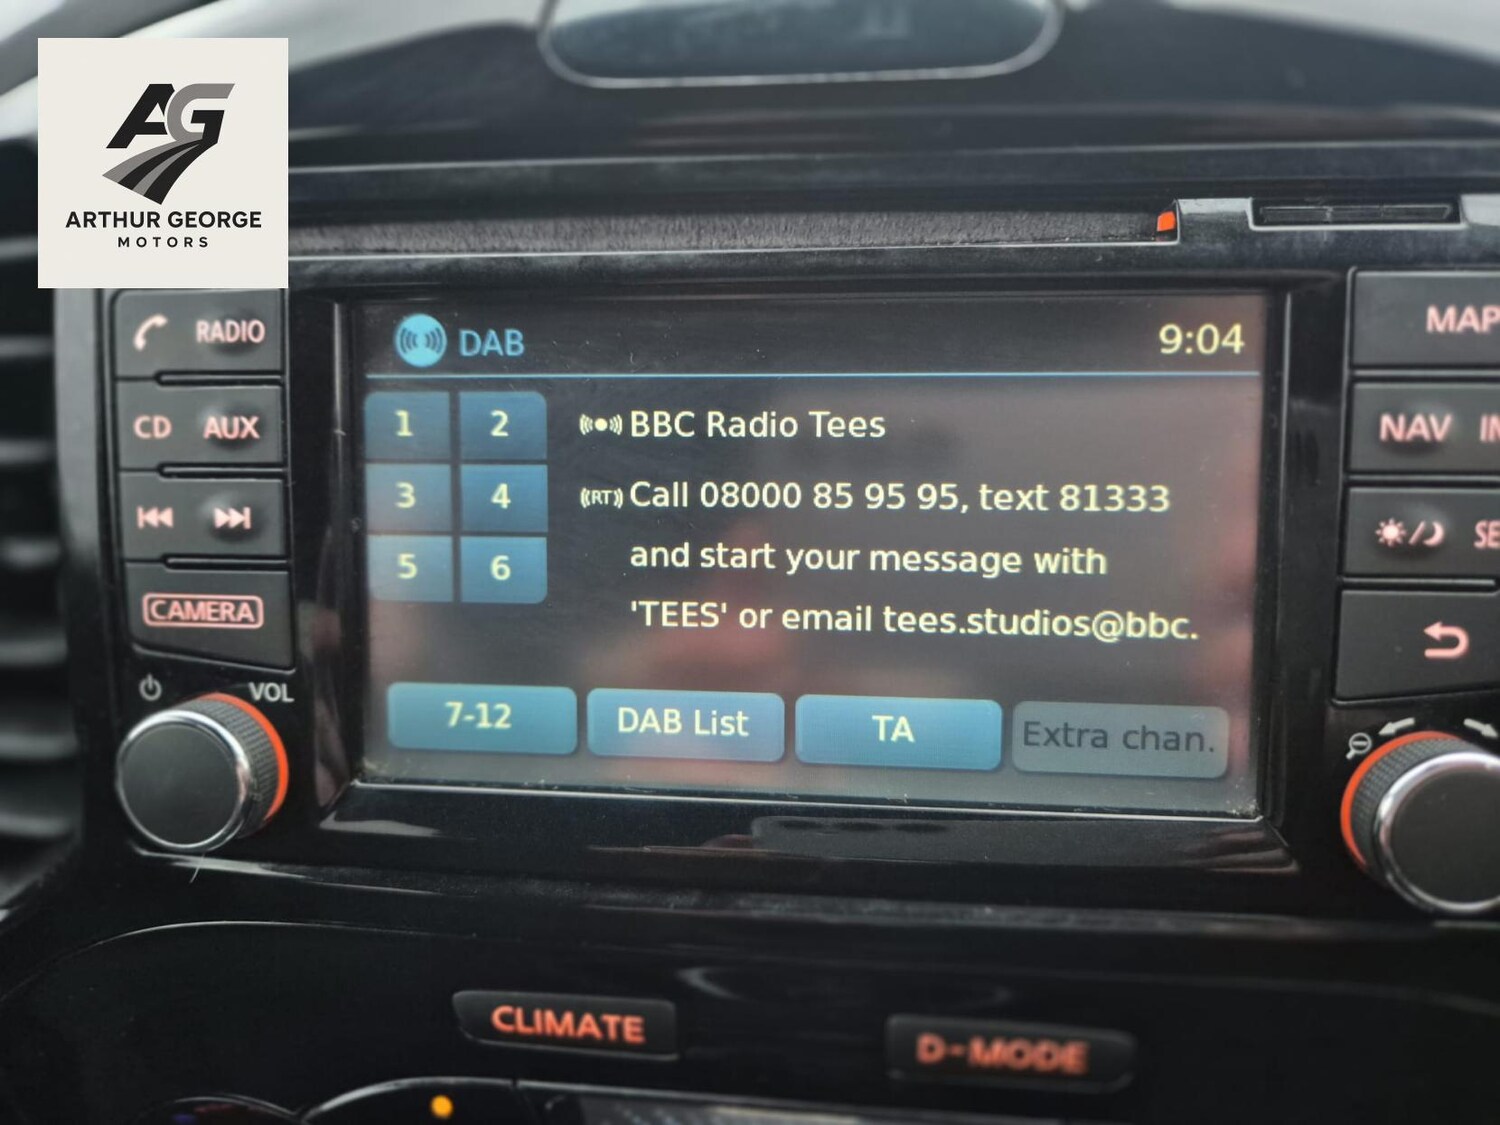 AG
ARTHUR GEORGE
MOTORS
RADIO
CD AUX
CAMERA
VOL
DAB
9:04
1 2
3 4
5 6
BBC Radio Tees
(RT) Call 08000 85 95 95, text 81333
and start your message with
'TEES' or email tees.studios@bbc.
7-12
DAB List
TA
Extra chan.
MAP
NAV
CLIMATE
D-MODE